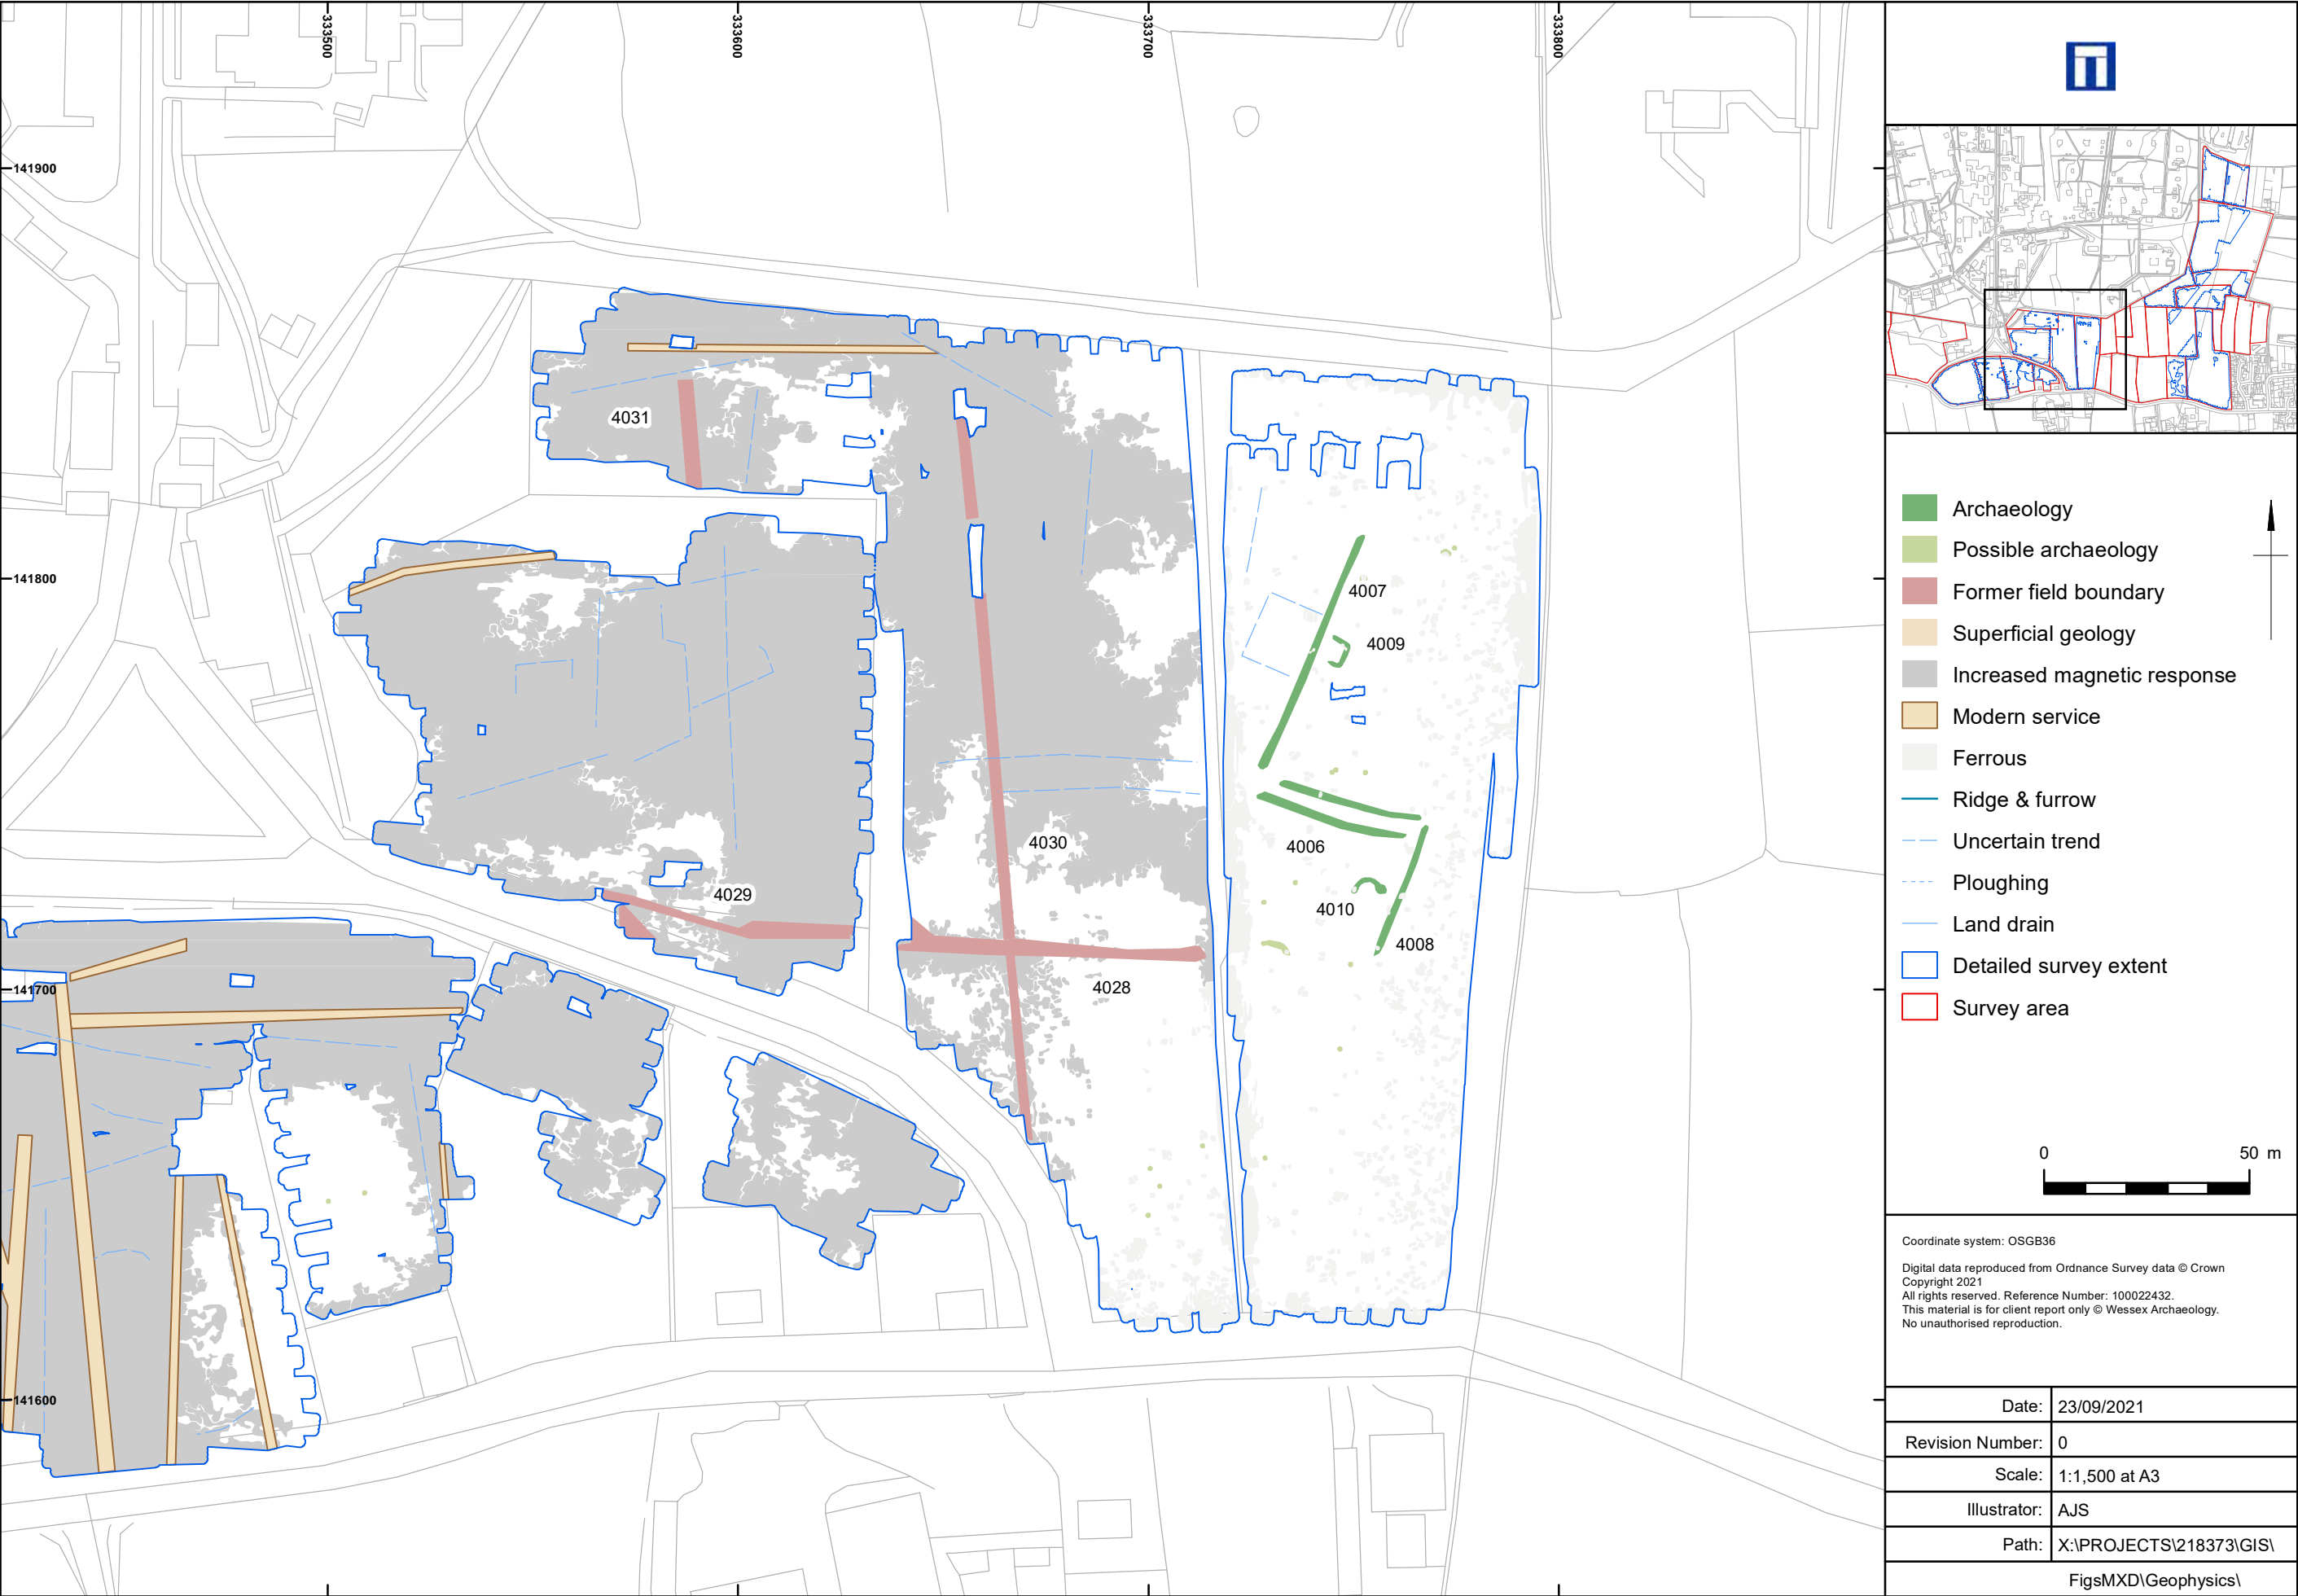 333500
333600
333700
333800
141900
141800
141700
141600
4031
4007
4009
4030
4006
4029
4010
4008
4028
Archaeology
Possible archaeology
Former field boundary
Superficial geology
Increased magnetic response
Modern service
Ferrous
Ridge & furrow
Uncertain trend
Ploughing
Land drain
Detailed survey extent
Survey area
0 50 m
Coordinate system: OSGB36
Digital data reproduced from Ordnance Survey data © Crown
Copyright 2021
All rights reserved. Reference Number: 100022432.
This material is for client report only © Wessex Archaeology.
No unauthorised reproduction.
Date: 23/09/2021
Revision Number: 0
Scale: 1:1,500 at A3
Illustrator: AJS
Path: X:\PROJECTS\218373\GIS\
FigsMXD\Geophysics\